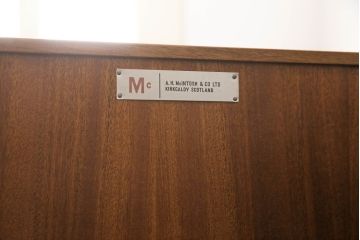 Mc
A.H. McINTOSH & CO LTD
KIRKCALDY SCOTLAND